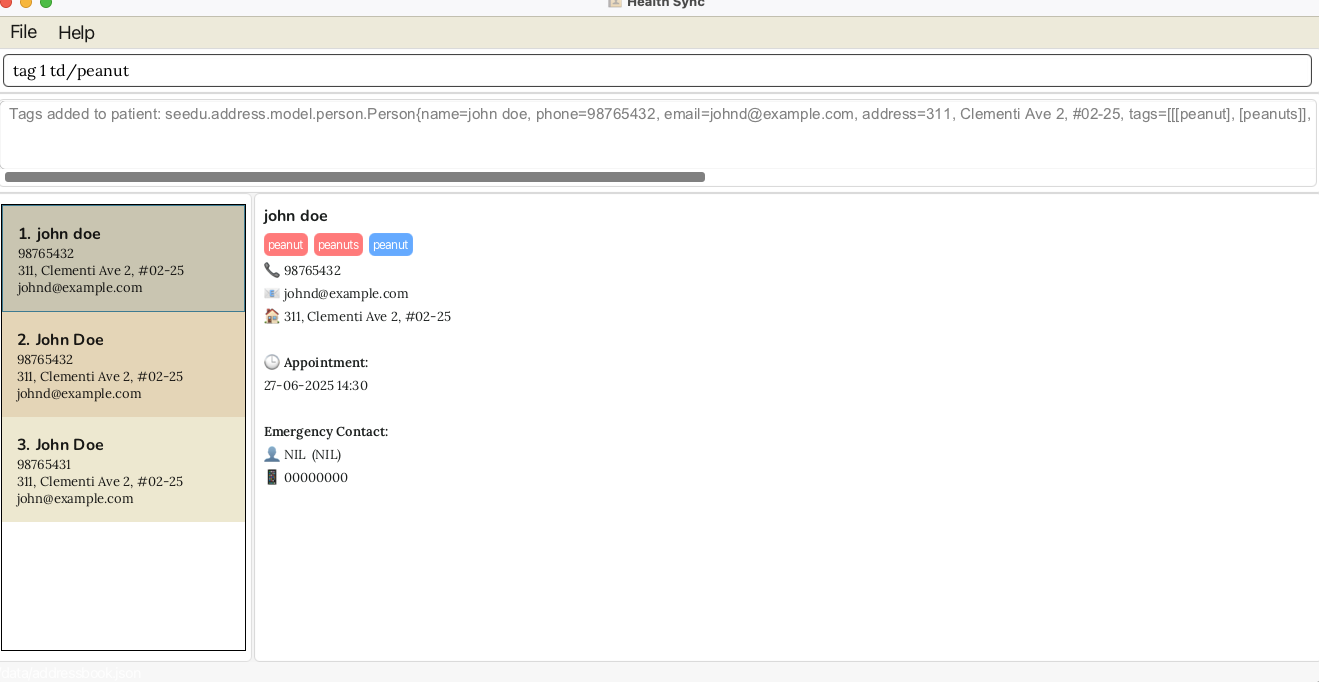 Health Sync
File Help
tag 1 td/peanut
Tags added to patient: seedu.address.model.person.Person{name=john doe, phone=98765432, email=johnd@example.com, address=311, Clementi Ave 2, #02-25, tags=[[[peanut], [peanuts]],
1. john doe
98765432
311, Clementi Ave 2, #02-25
johnd@example.com
2. John Doe
98765432
311, Clementi Ave 2, #02-25
johnd@example.com
3. John Doe
98765431
311, Clementi Ave 2, #02-25
john@example.com
john doe
peanut peanuts peanut
98765432
johnd@example.com
311, Clementi Ave 2, #02-25
Appointment:
27-06-2025 14:30
Emergency Contact:
NIL (NIL)
00000000
/data/addressbook.json